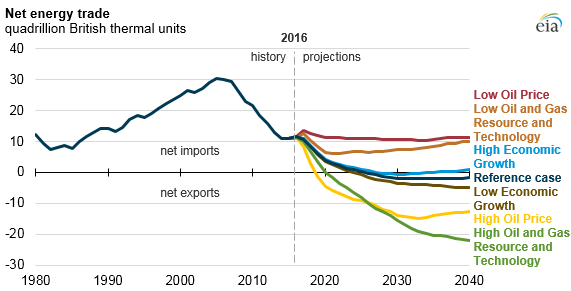 Net energy trade
quadrillion British thermal units
eia
2016
history
projections
40
30
20
10
0
-10
-20
-30
net imports
net exports
1980
1990
2000
2010
2020
2030
2040
Low Oil Price
Low Oil and Gas
Resource and
Technology
High Economic
Growth
Reference case
Low Economic
Growth
High Oil Price
High Oil and Gas
Resource and
Technology